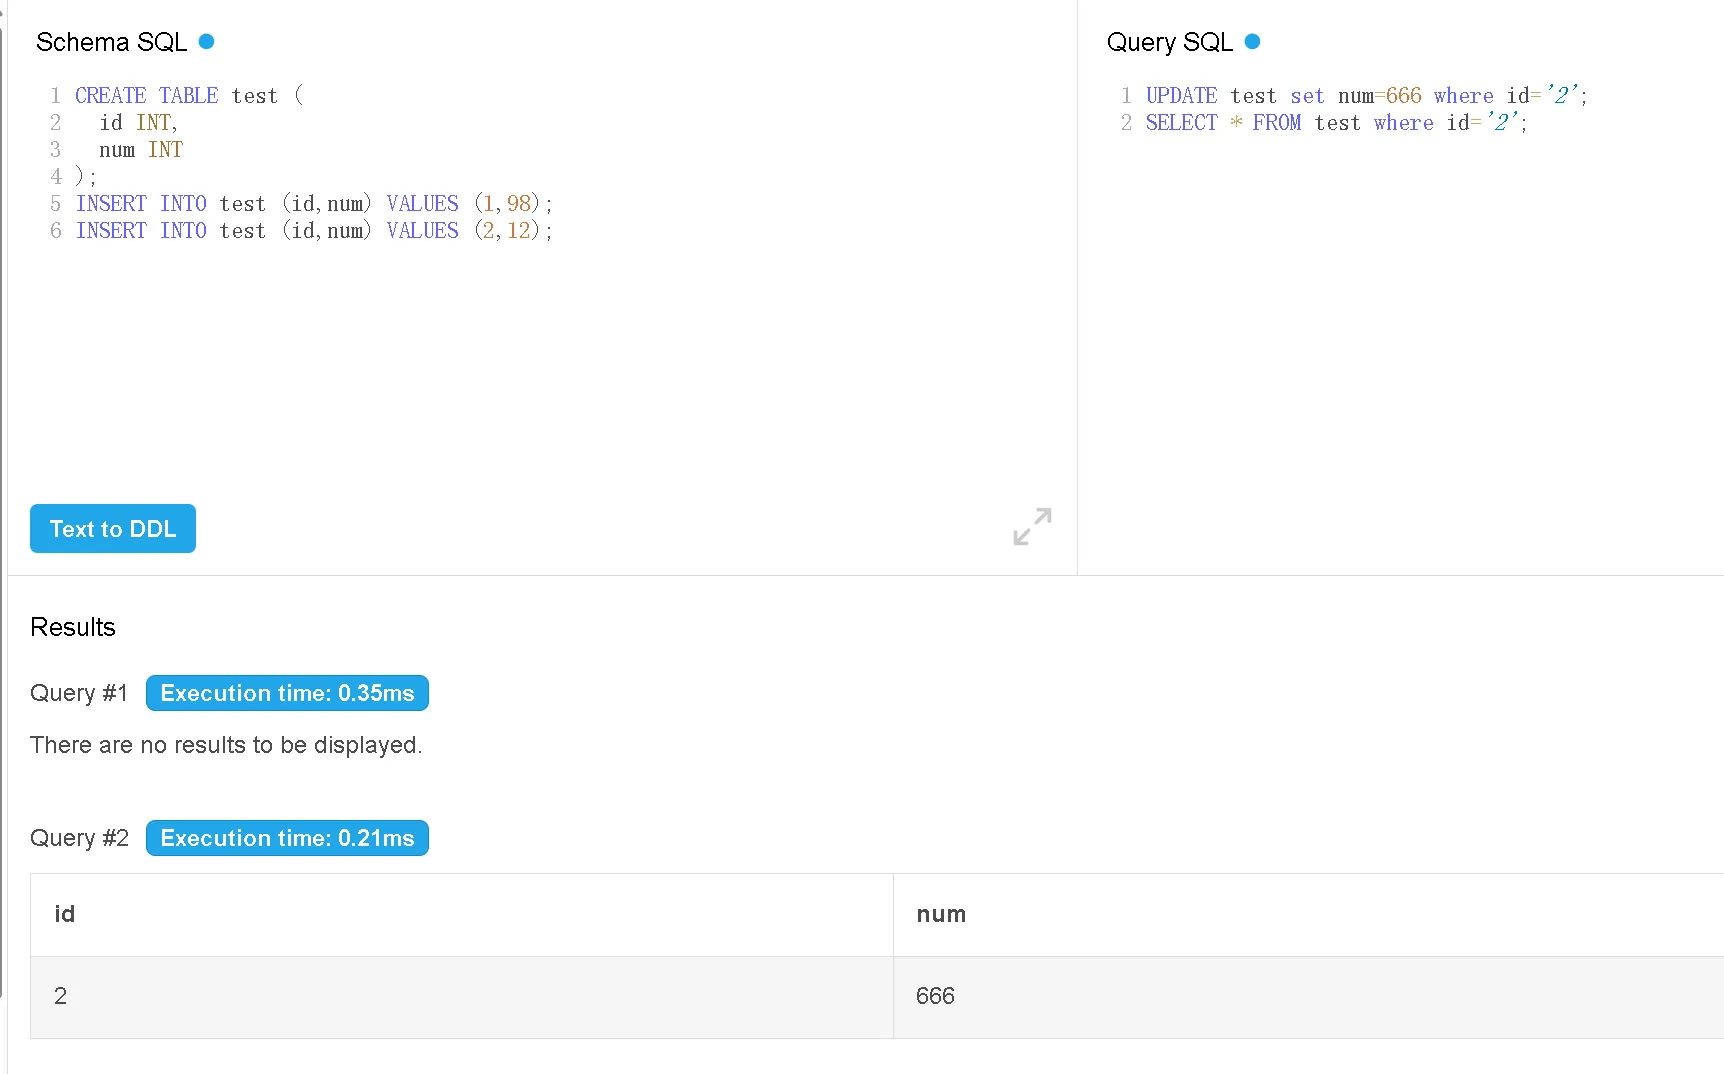 Schema SQL
1 CREATE TABLE test (
2   id INT,
3   num INT
4 );
5 INSERT INTO test (id,num) VALUES (1,98);
6 INSERT INTO test (id,num) VALUES (2,12);
Text to DDL
Query SQL
1 UPDATE test set num=666 where id='2';
2 SELECT * FROM test where id='2';
Results
Query #1 Execution time: 0.35ms
There are no results to be displayed.
Query #2 Execution time: 0.21ms
id num
2 666